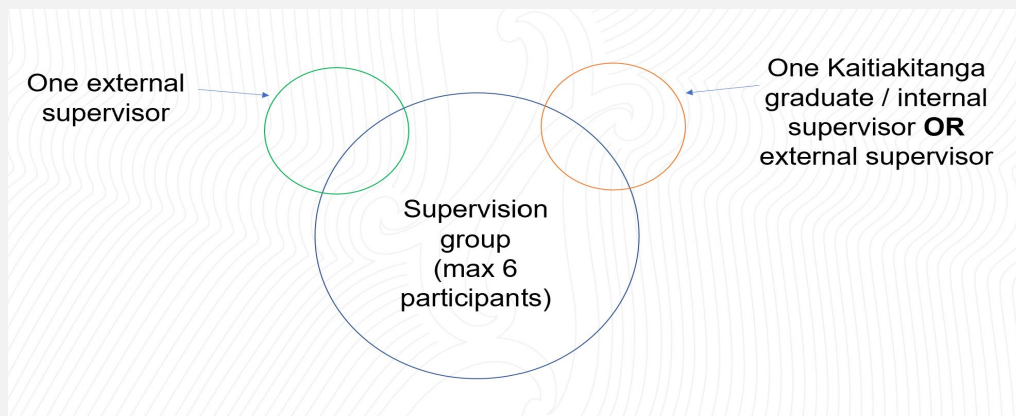 One external
supervisor
One Kaitiakitanga
graduate / internal
supervisor OR
external supervisor
Supervision
group
(max 6
participants)